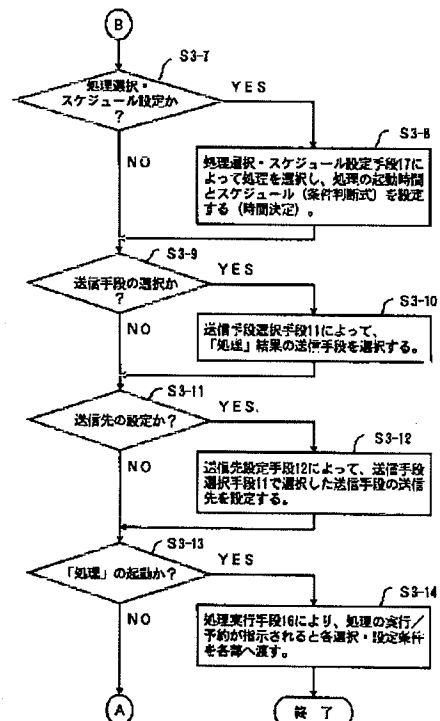 B
S3-7
処理選択・
スケジュール設定か
?
YES
NO
S3-8
処理選択・スケジュール設定手段17に
よって処理を選択し、処理の起動時間
とスケジュール(条件判断式)を設定
する(時間決定)。
S3-9
送信手段の選択か
?
YES
NO
S3-10
送信手段選択手段11によって、
「処理」結果の送信手段を選択する。
S3-11
送信先の設定か?
YES
NO
S3-12
送信先設定手段12によって、送信手段
選択手段11で選択した送信手段の送信
先を設定する。
S3-13
「処理」の起動か?
YES
NO
S3-14
処理実行手段16により、処理の実行/
予約が指示されると各選択・設定条件
を各部へ渡す。
A
終了